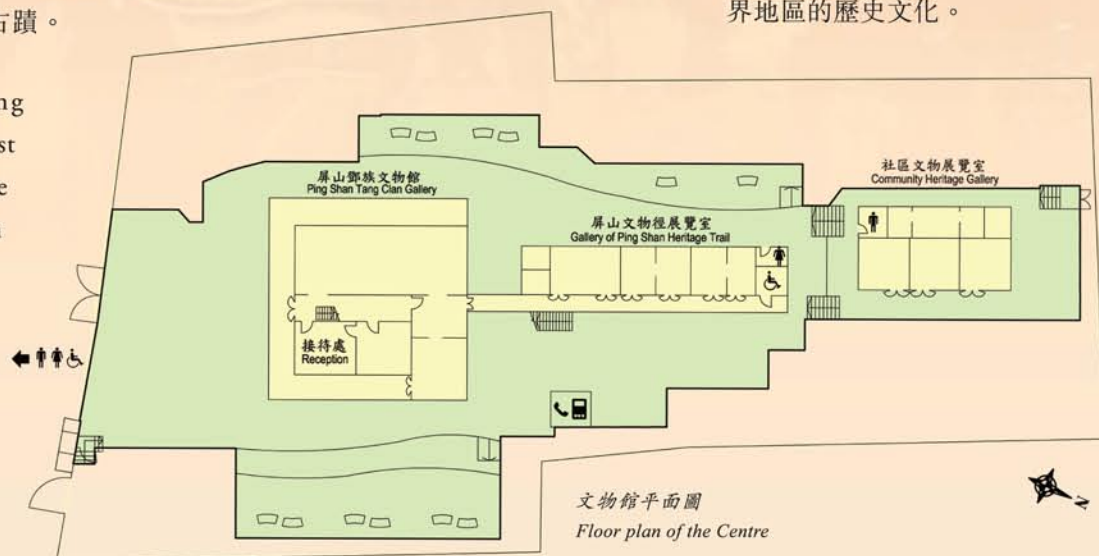 古蹟。
界地區的歷史文化。
ng
st
e
屏山鄧族文物館
Ping Shan Tang Clan Gallery
屏山文物徑展覽室
Gallery of Ping Shan Heritage Trail
社區文物展覽室
Community Heritage Gallery
接待處
Reception
文物館平面圖
Floor plan of the Centre
N